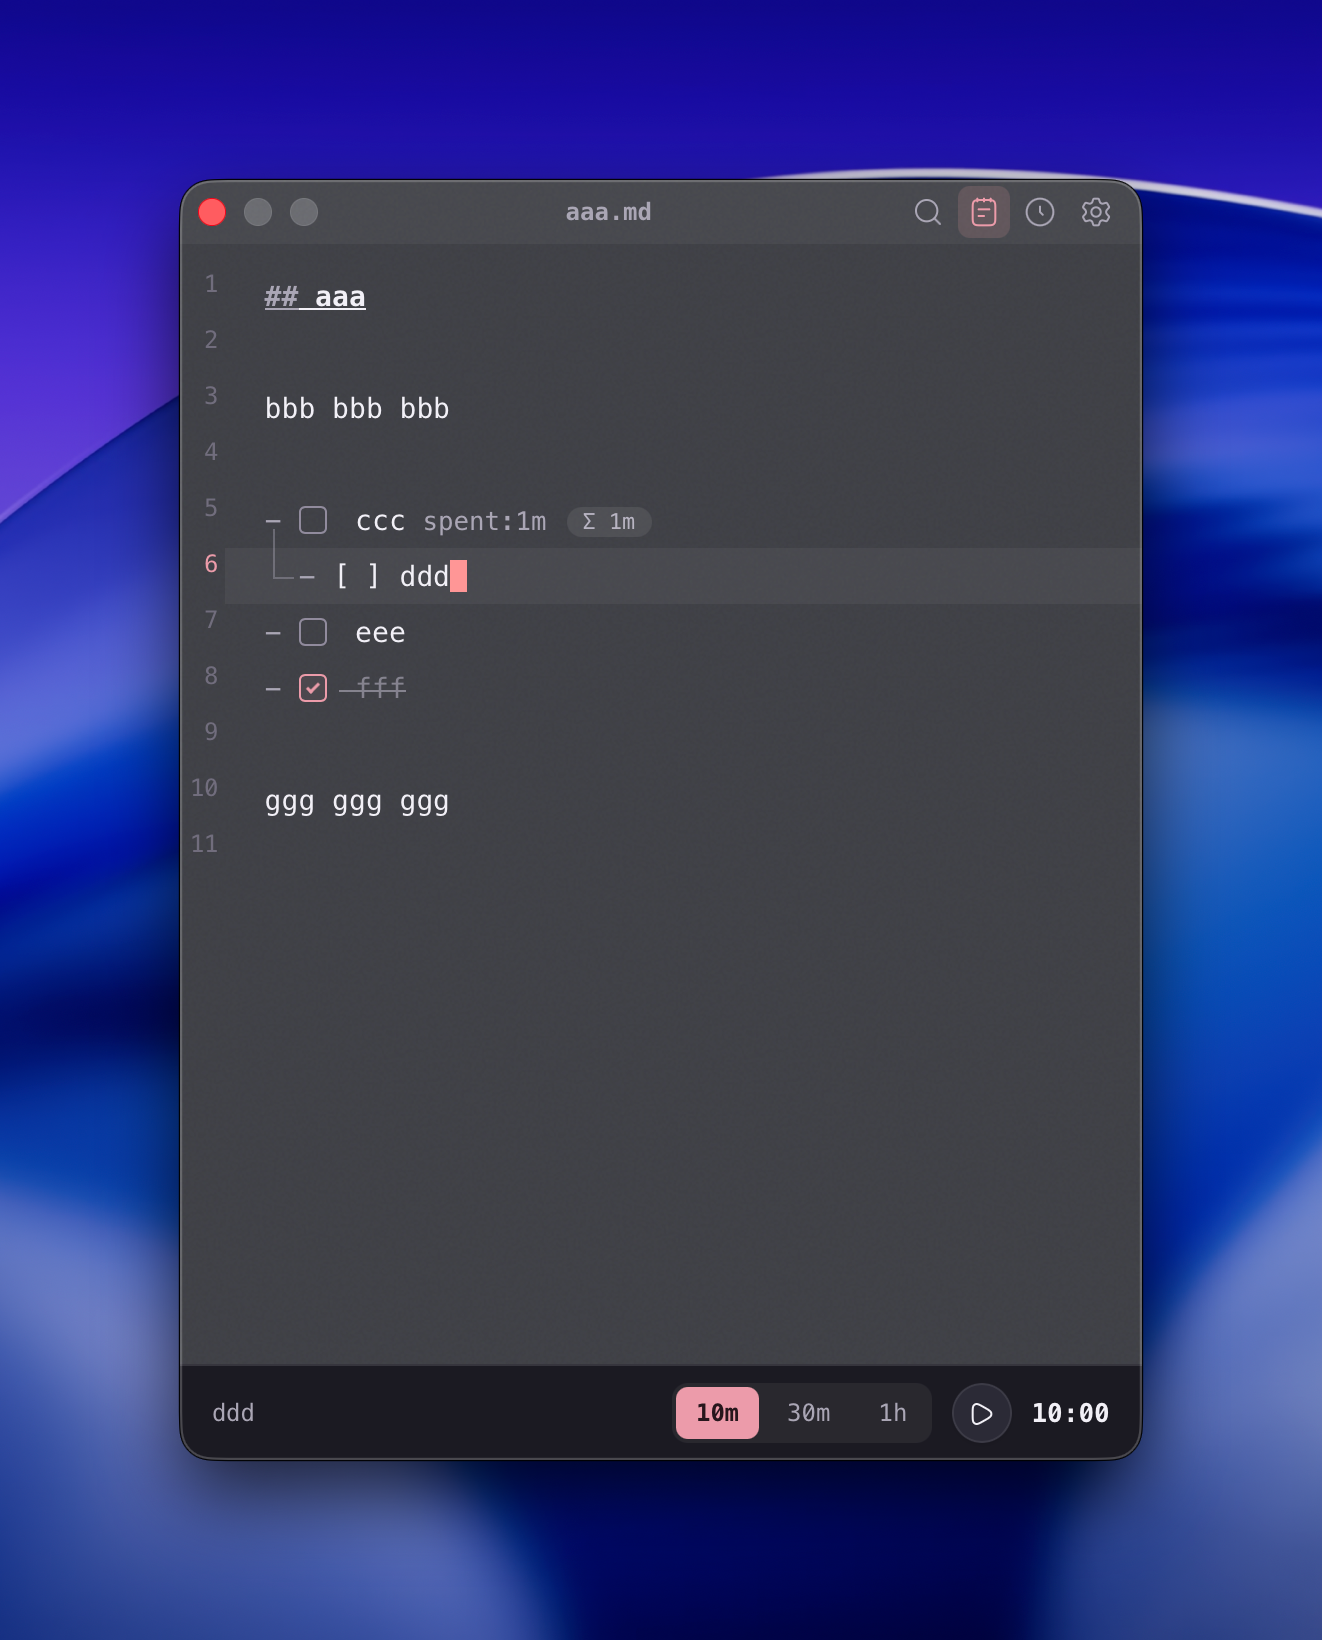 aaa.md
1 ## aaa
2
3 bbb bbb bbb
4
5 - ccc spent:1m Σ 1m
6 - [ ] ddd
7 - eee
8 - fff
9
10 ggg ggg ggg
11
ddd 10m 30m 1h 10:00